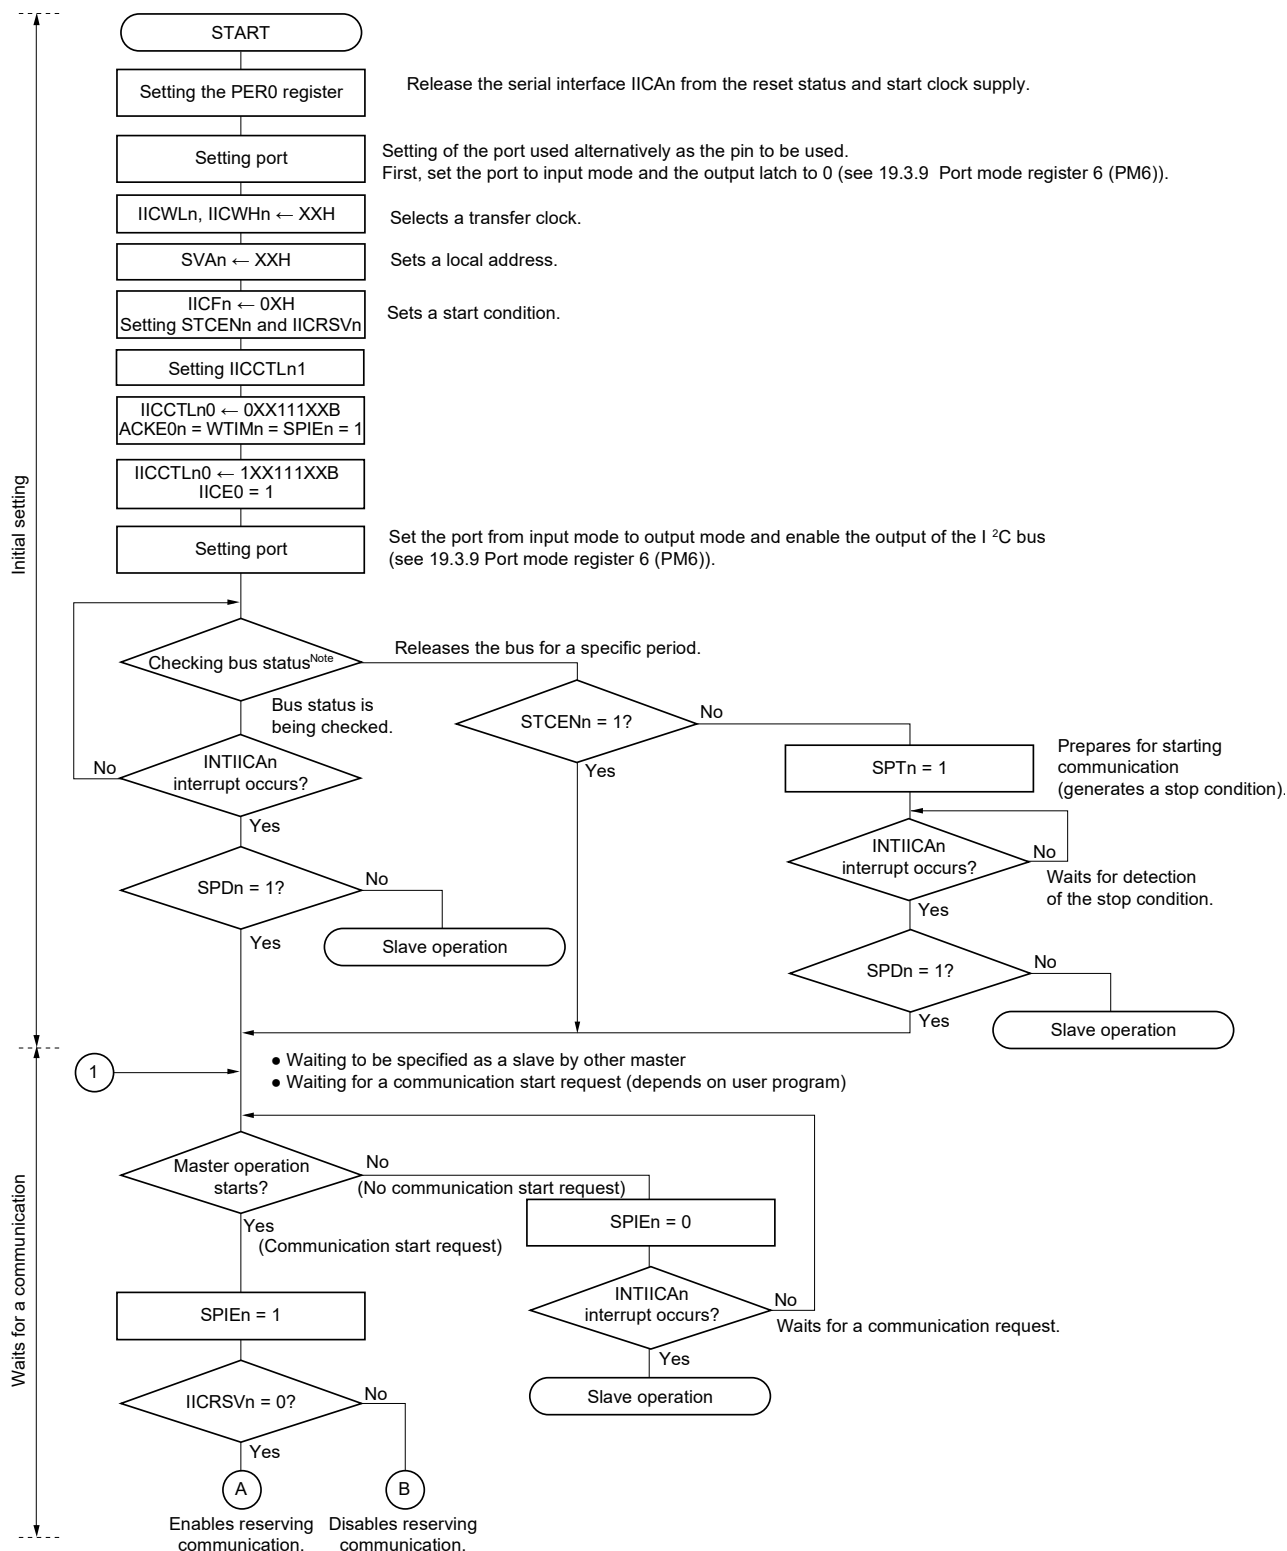 START
Setting the PER0 register
Release the serial interface IICAn from the reset status and start clock supply.
Setting port
Setting of the port used alternatively as the pin to be used.
First, set the port to input mode and the output latch to 0 (see 19.3.9 Port mode register 6 (PM6)).
IICWLn, IICWHn ← XXH
Selects a transfer clock.
SVAn ← XXH
Sets a local address.
IICFn ← 0XH
Setting STCENn and IICRSVn
Sets a start condition.
Setting IICCTLn1
IICCTLn0 ← 0XX111XXB
ACKE0n = WTIMn = SPIEn = 1
IICCTLn0 ← 1XX111XXB
IICE0 = 1
Initial setting
Setting port
Set the port from input mode to output mode and enable the output of the I ²C bus
(see 19.3.9 Port mode register 6 (PM6)).
Checking bus statusNote
Releases the bus for a specific period.
Bus status is
being checked.
STCENn = 1?
No
Yes
SPTn = 1
Prepares for starting
communication
(generates a stop condition).
INTIICAn
interrupt occurs?
No
Yes
INTIICAn
interrupt occurs?
No
Waits for detection
of the stop condition.
Yes
SPDn = 1?
No
Yes
Slave operation
SPDn = 1?
No
Yes
Slave operation
1
● Waiting to be specified as a slave by other master
● Waiting for a communication start request (depends on user program)
Waits for a communication
Master operation
starts?
No
(No communication start request)
Yes
(Communication start request)
SPIEn = 0
INTIICAn
interrupt occurs?
No
Waits for a communication request.
Yes
Slave operation
SPIEn = 1
IICRSVn = 0?
No
Yes
A
B
Enables reserving
communication.
Disables reserving
communication.